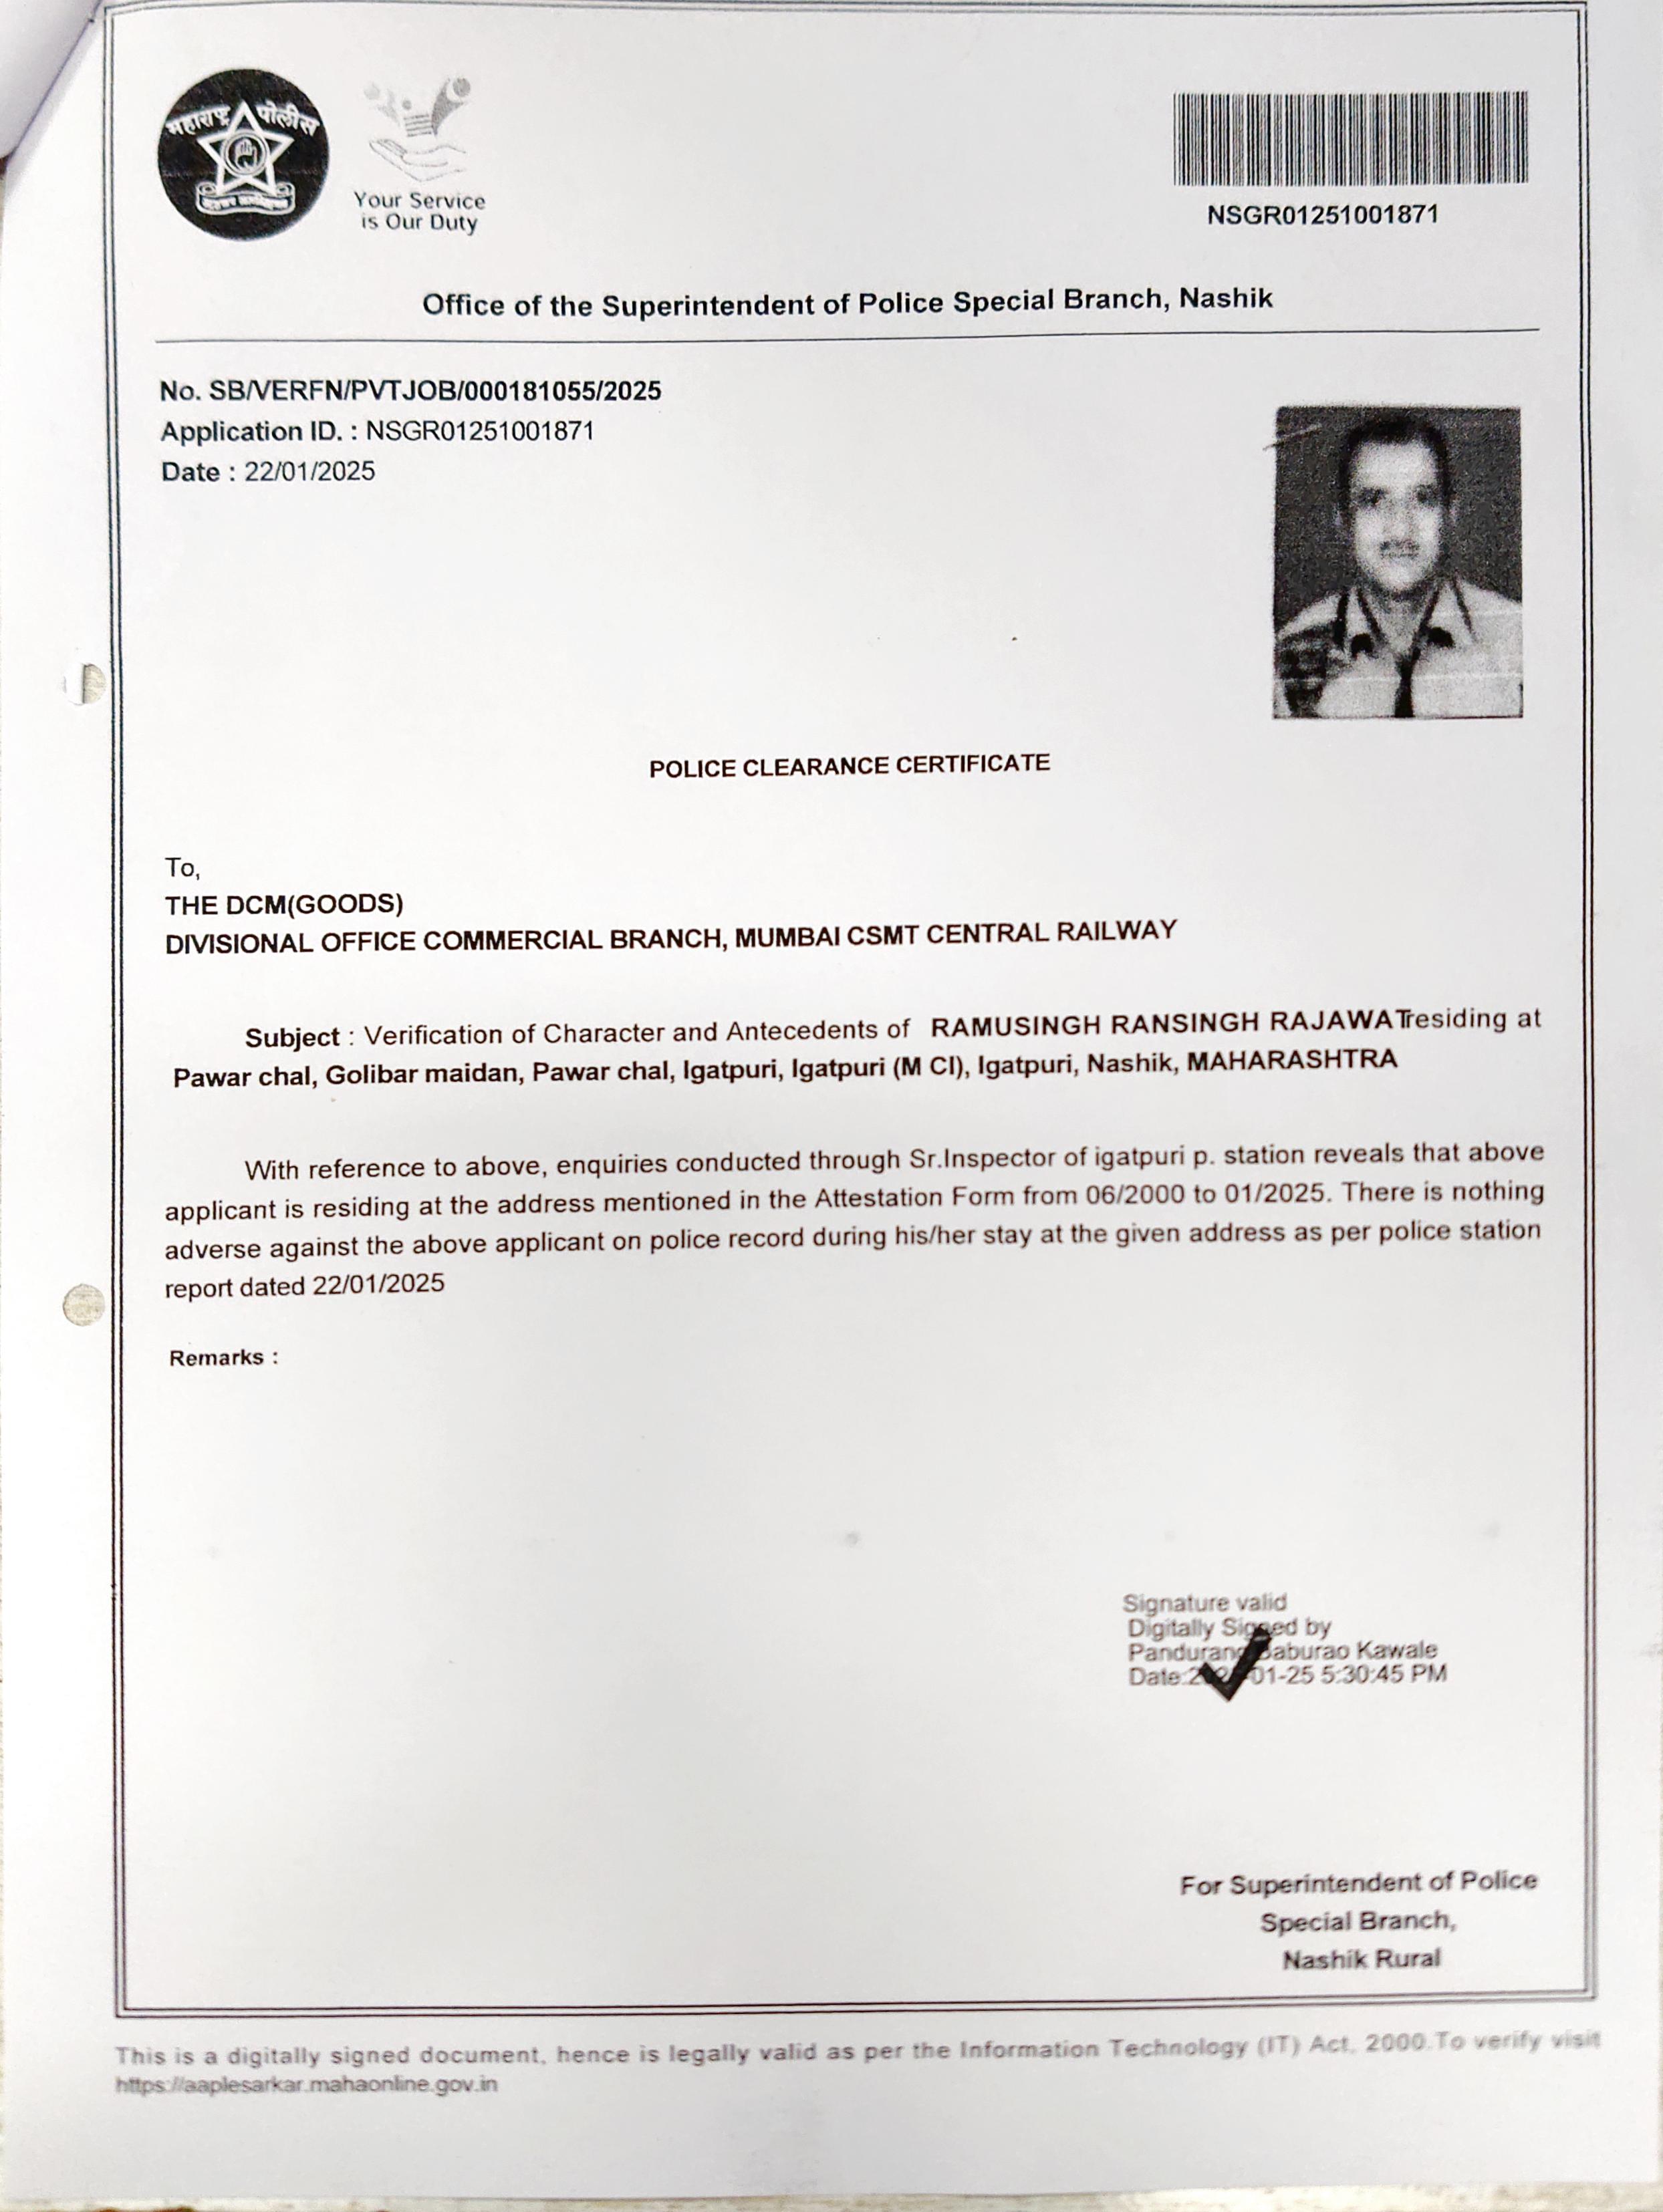 महाराष्ट्र पोलीस
Your Service
is Our Duty
NSGR01251001871
Office of the Superintendent of Police Special Branch, Nashik
No. SB/VERFN/PVTJOB/000181055/2025
Application ID. : NSGR01251001871
Date : 22/01/2025
POLICE CLEARANCE CERTIFICATE
To,
THE DCM(GOODS)
DIVISIONAL OFFICE COMMERCIAL BRANCH, MUMBAI CSMT CENTRAL RAILWAY
Subject : Verification of Character and Antecedents of RAMUSINGH RANSINGH RAJAWATresiding at
Pawar chal, Golibar maidan, Pawar chal, Igatpuri, Igatpuri (M Cl), Igatpuri, Nashik, MAHARASHTRA
With reference to above, enquiries conducted through Sr.Inspector of igatpuri p. station reveals that above
applicant is residing at the address mentioned in the Attestation Form from 06/2000 to 01/2025. There is nothing
adverse against the above applicant on police record during his/her stay at the given address as per police station
report dated 22/01/2025
Remarks :
Signature valid
Digitally Signed by
Pandurang Baburao Kawale
Date: 01-25 5:30:45 PM
For Superintendent of Police
Special Branch,
Nashik Rural
This is a digitally signed document, hence is legally valid as per the Information Technology (IT) Act, 2000.To verify visit
https://aaplesarkar.mahaonline.gov.in